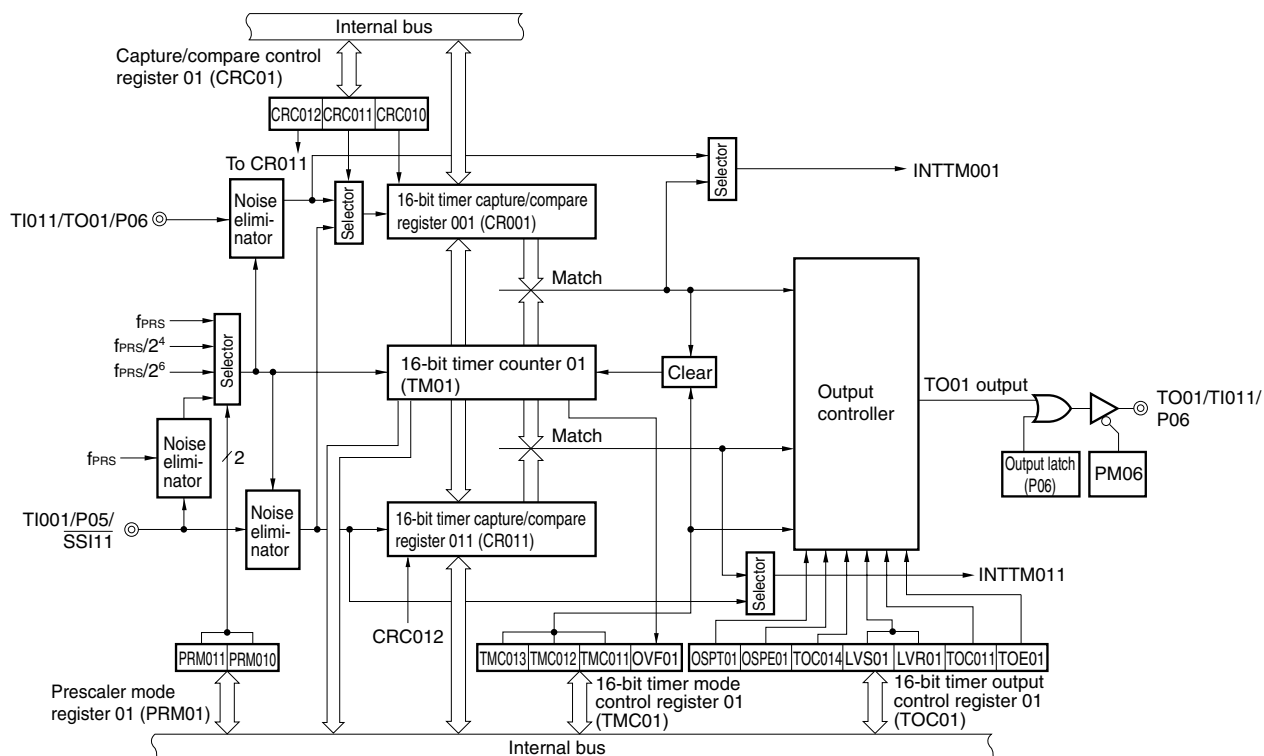 Internal bus
Capture/compare control
register 01 (CRC01)
CRC012 CRC011 CRC010
To CR011
Selector
INTTM001
TI011/TO01/P06
Noise
elimi-
nator
Selector
16-bit timer capture/compare
register 001 (CR001)
Match
fPRS
fPRS/2⁴
fPRS/2⁶
Selector
16-bit timer counter 01
(TM01)
Clear
Output
controller
TO01 output
TO01/TI011/
P06
Output latch
(P06)
PM06
fPRS
Noise
elimi-
nator
2
Match
TI001/P05/
SSI11
Noise
elimi-
nator
16-bit timer capture/compare
register 011 (CR011)
Selector
INTTM011
CRC012
PRM011 PRM010
TMC013 TMC012 TMC011 OVF01
OSPT01 OSPE01 TOC014 LVS01 LVR01 TOC011 TOE01
Prescaler mode
register 01 (PRM01)
16-bit timer mode
control register 01
(TMC01)
16-bit timer output
control register 01
(TOC01)
Internal bus